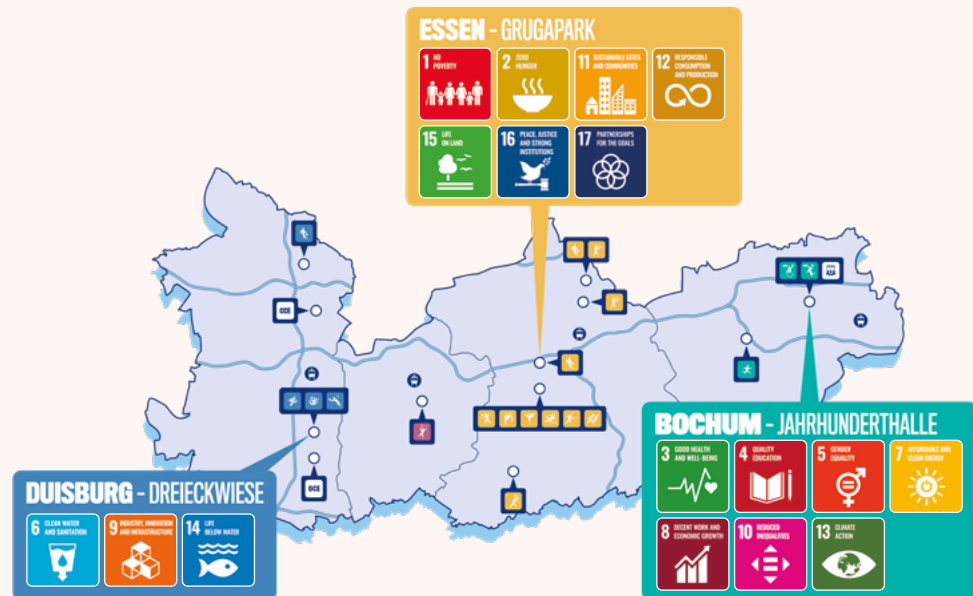 ESSEN - GRUGAPARK
1 NO
POVERTY
2 ZERO
HUNGER
11 SUSTAINABLE CITIES
AND COMMUNITIES
12 RESPONSIBLE
CONSUMPTION
AND PRODUCTION
15 LIFE
ON LAND
16 PEACE, JUSTICE
AND STRONG
INSTITUTIONS
17 PARTNERSHIPS
FOR THE GOALS
BOCHUM - JAHRHUNDERTHALLE
3 GOOD HEALTH
AND WELL-BEING
4 QUALITY
EDUCATION
5 GENDER
EQUALITY
7 AFFORDABLE AND
CLEAN ENERGY
8 DECENT WORK AND
ECONOMIC GROWTH
10 REDUCED
INEQUALITIES
13 CLIMATE
ACTION
DUISBURG - DREIECKWIESE
6 CLEAN WATER
AND SANITATION
9 INDUSTRY, INNOVATION
AND INFRASTRUCTURE
14 LIFE
BELOW WATER